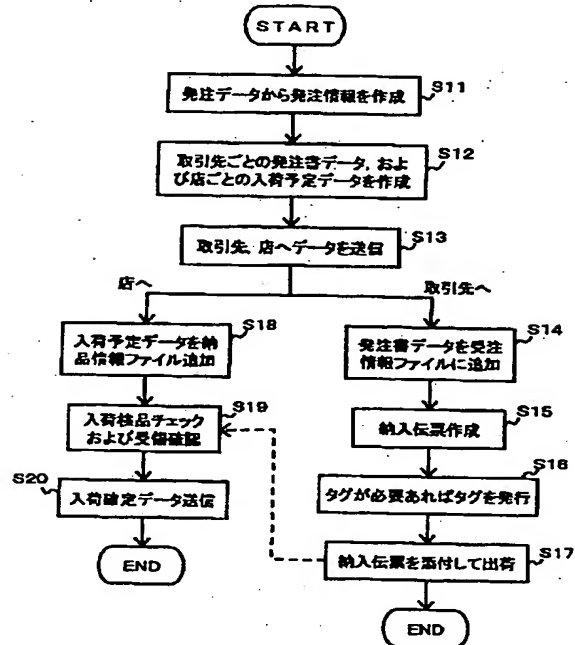 START
発注データから発注情報を作成
S11
取引先ごとの発注書データ，およ
び店ごとの入荷予定データを作成
S12
取引先，店へデータを送信
S13
店へ
取引先へ
入荷予定データを納
品情報ファイル追加
S18
発注書データを受注
情報ファイルに追加
S14
入荷検品チェック
および受領確認
S19
納入伝票作成
S15
入荷確定データ送信
S20
タグが必要あればタグを発行
S16
END
納入伝票を添付して出荷
S17
END